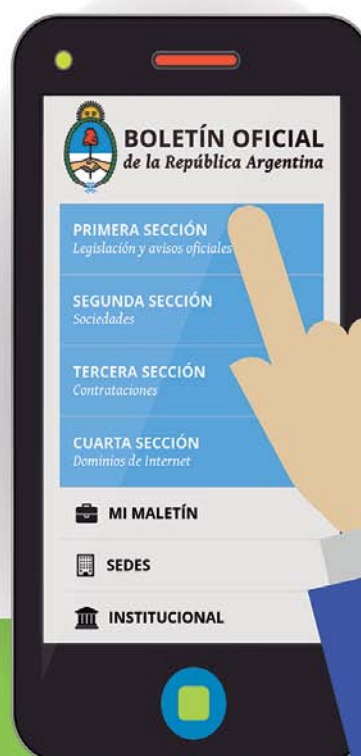 BOLETÍN OFICIAL
de la República Argentina
PRIMERA SECCIÓN
Legislación y avisos oficiales
SEGUNDA SECCIÓN
Sociedades
TERCERA SECCIÓN
Contrataciones
CUARTA SECCIÓN
Dominios de Internet
MI MALETÍN
SEDES
INSTITUCIONAL